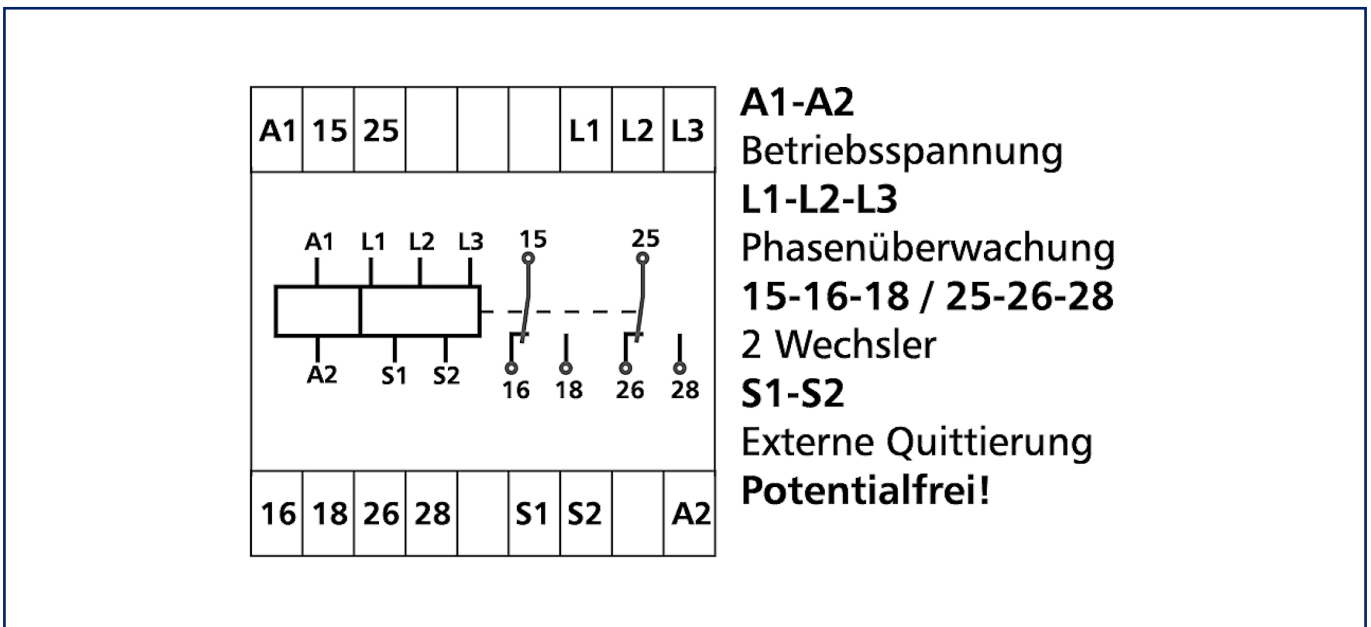 A1 15 25 L1 L2 L3
A1 L1 L2 L3 15 25
A2 S1 S2 16 18 26 28
16 18 26 28 S1 S2 A2
A1-A2
Betriebsspannung
L1-L2-L3
Phasenüberwachung
15-16-18 / 25-26-28
2 Wechsler
S1-S2
Externe Quittierung
Potentialfrei!